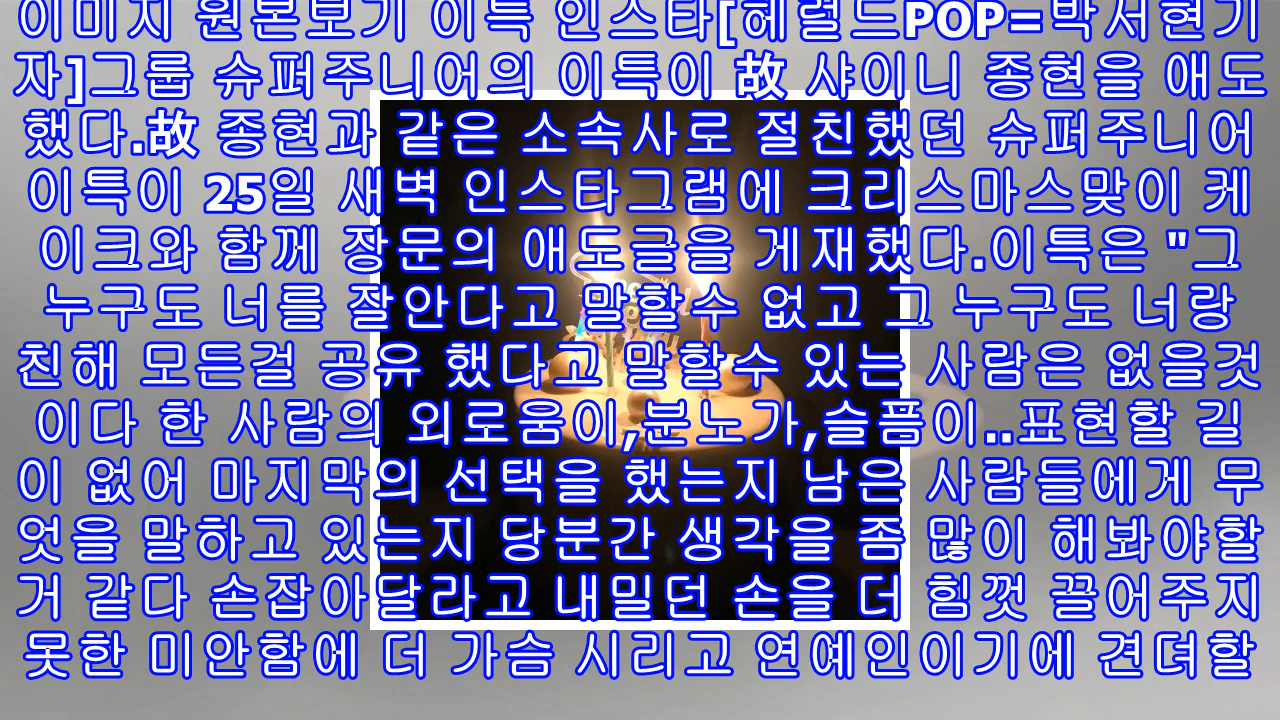 이미지 원본보기 이특 인스타[헤럴드POP=박서현기
자]그룹 슈퍼주니어의 이특이 故 샤이니 종현을 애도
했다.故 종현과 같은 소속사로 절친했던 슈퍼주니어
이특이 25일 새벽 인스타그램에 크리스마스맞이 케
이크와 함께 장문의 애도글을 게재했다.이특은 "그
누구도 너를 잘안다고 말할수 없고 그 누구도 너랑
친해 모든걸 공유 했다고 말할수 있는 사람은 없을것
이다 한 사람의 외로움이,분노가,슬픔이..표현할 길
이 없어 마지막의 선택을 했는지 남은 사람들에게 무
엇을 말하고 있는지 당분간 생각을 좀 많이 해봐야할
거 같다 손잡아달라고 내밀던 손을 더 힘껏 끌어주지
못한 미안함에 더 가슴 시리고 연예인이기에 견뎌할